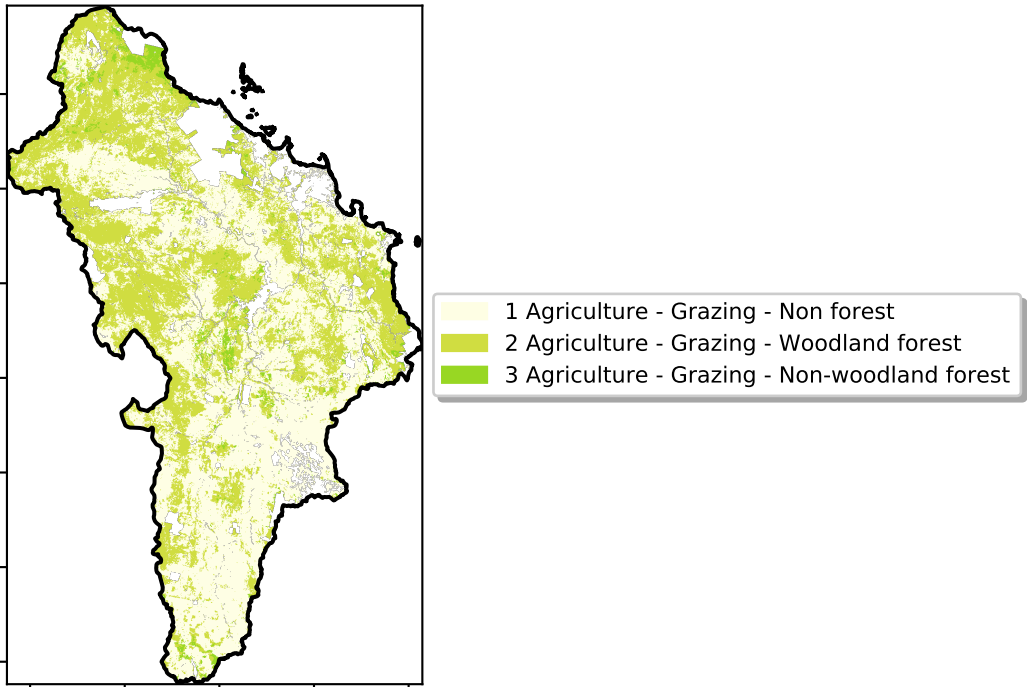 1 Agriculture - Grazing - Non forest
2 Agriculture - Grazing - Woodland forest
3 Agriculture - Grazing - Non-woodland forest